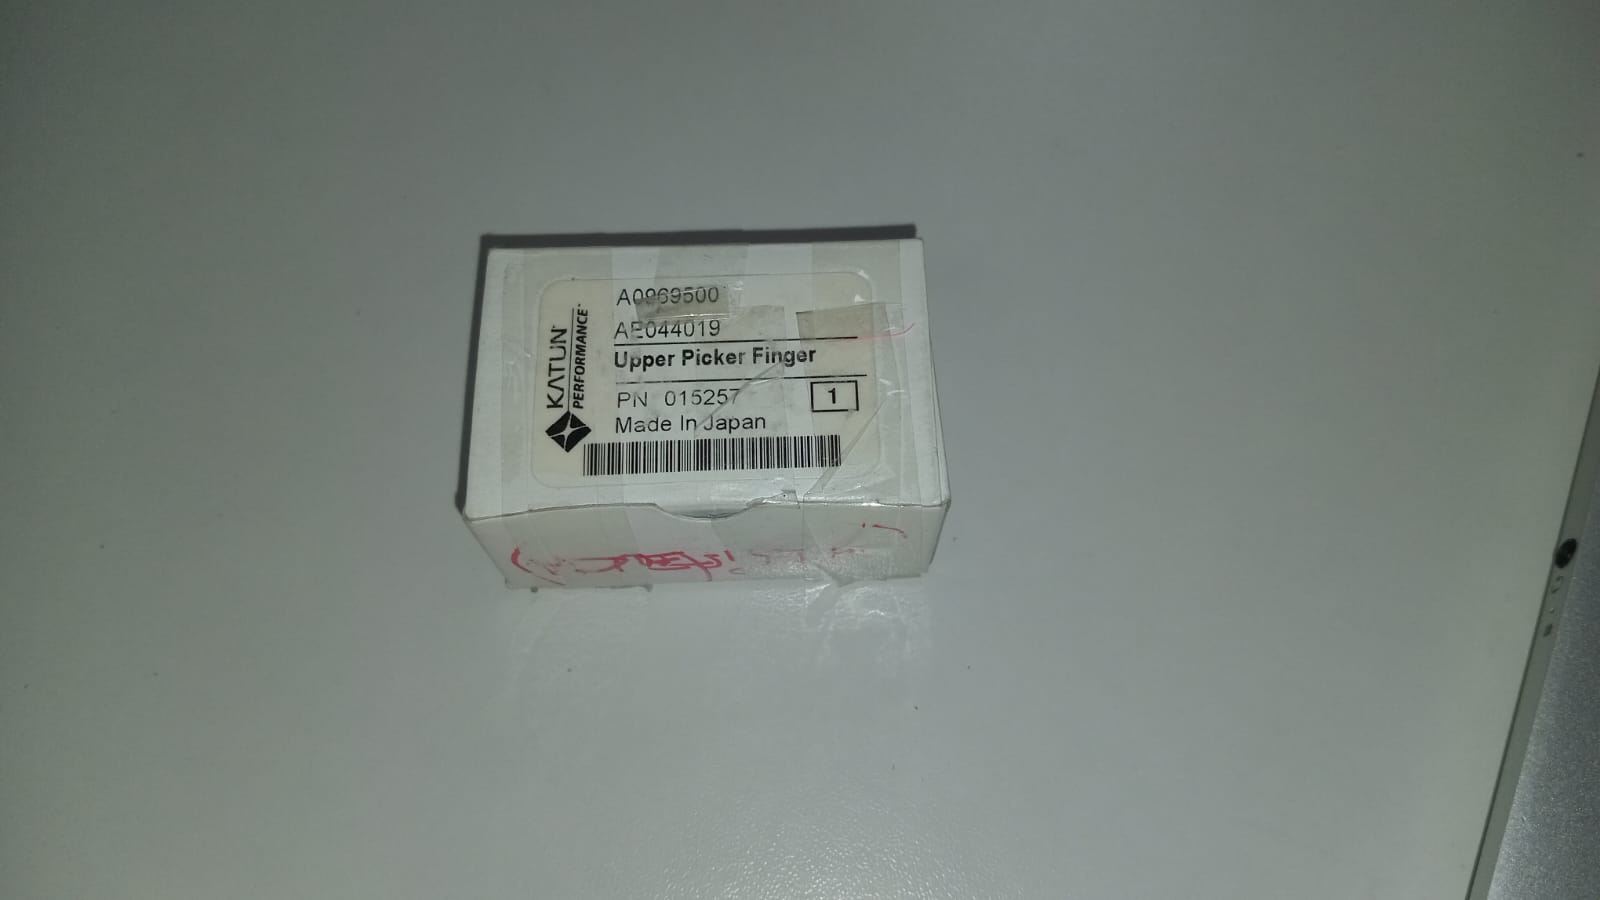 A0969500
AE044019
Upper Picker Finger
PN 015257
1
Made In Japan
KATUN
PERFORMANCE